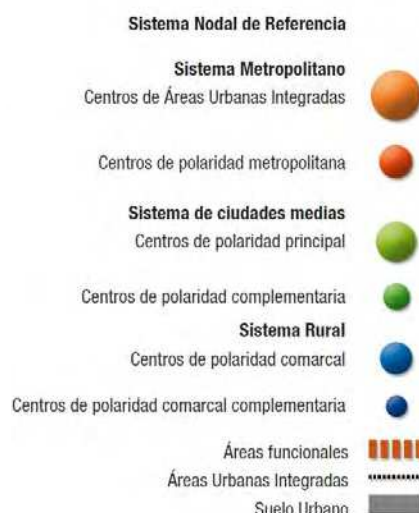 Sistema Nodal de Referencia
Sistema Metropolitano
Centros de Áreas Urbanas Integradas
Centros de polaridad metropolitana
Sistema de ciudades medias
Centros de polaridad principal
Centros de polaridad complementaria
Sistema Rural
Centros de polaridad comarcal
Centros de polaridad comarcal complementaria
Áreas funcionales
Áreas Urbanas Integradas
Suelo Urbano